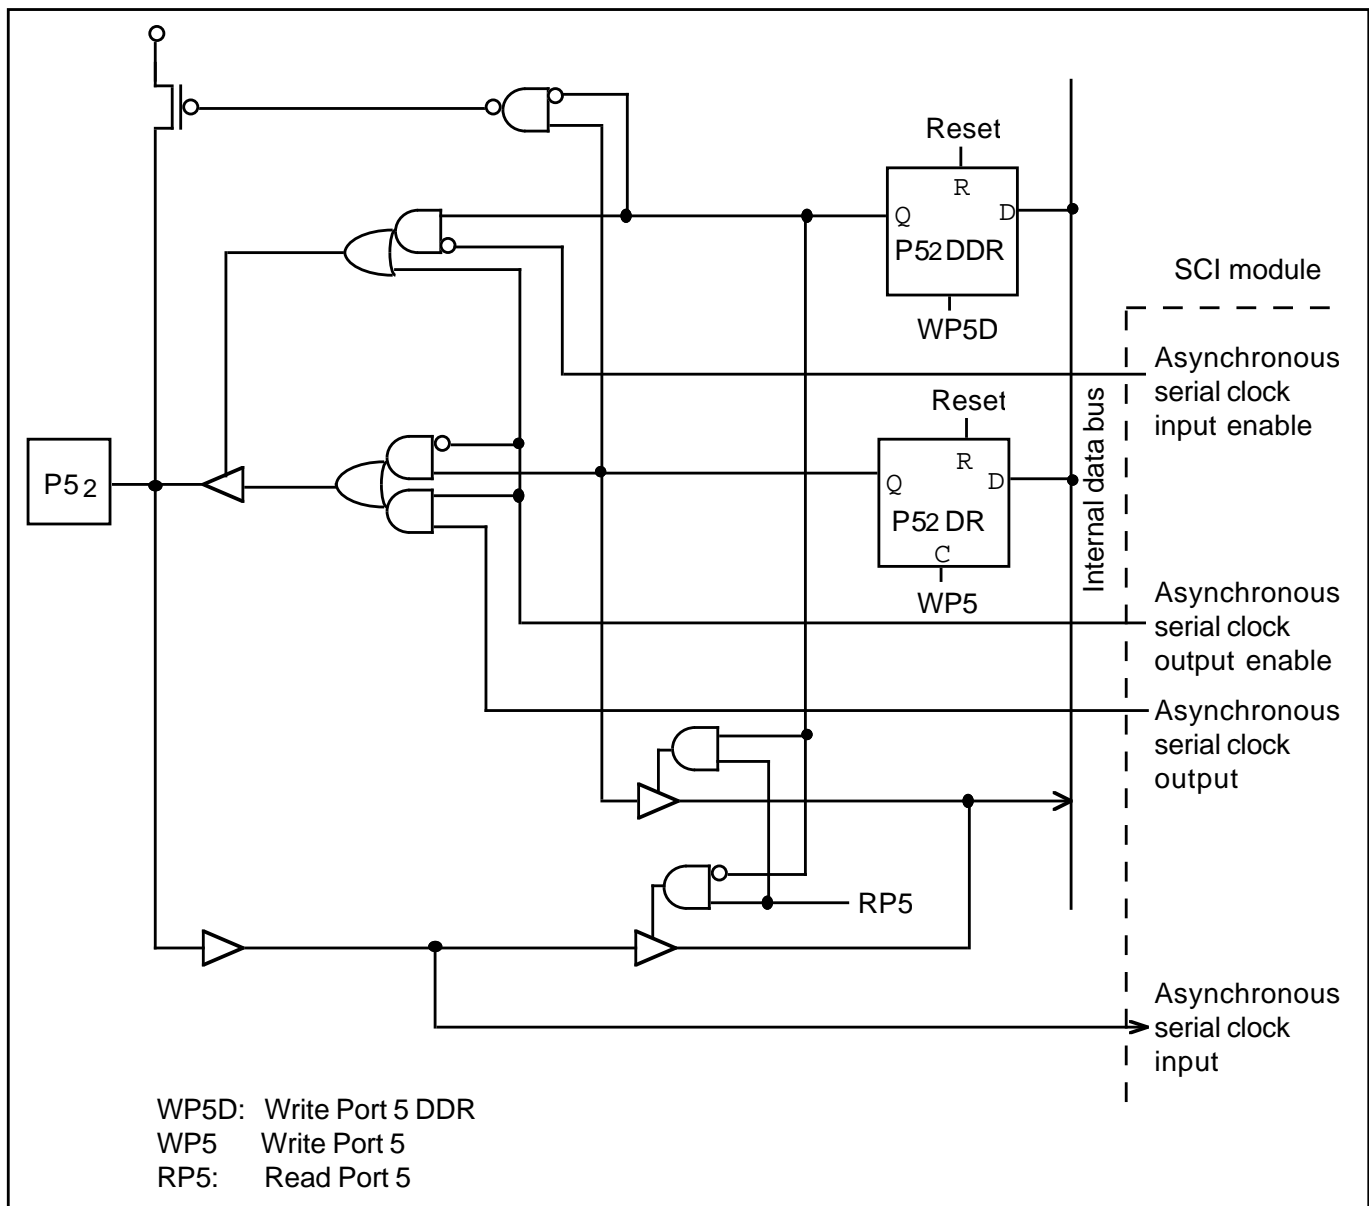 Reset
R
Q
D
P52 DDR
WP5D
SCI module
Asynchronous
serial clock
input enable
Reset
R
Q
D
P52 DR
C
WP5
Internal data bus
P52
Asynchronous
serial clock
output enable
Asynchronous
serial clock
output
RP5
Asynchronous
serial clock
input
WP5D: Write Port 5 DDR
WP5 Write Port 5
RP5: Read Port 5